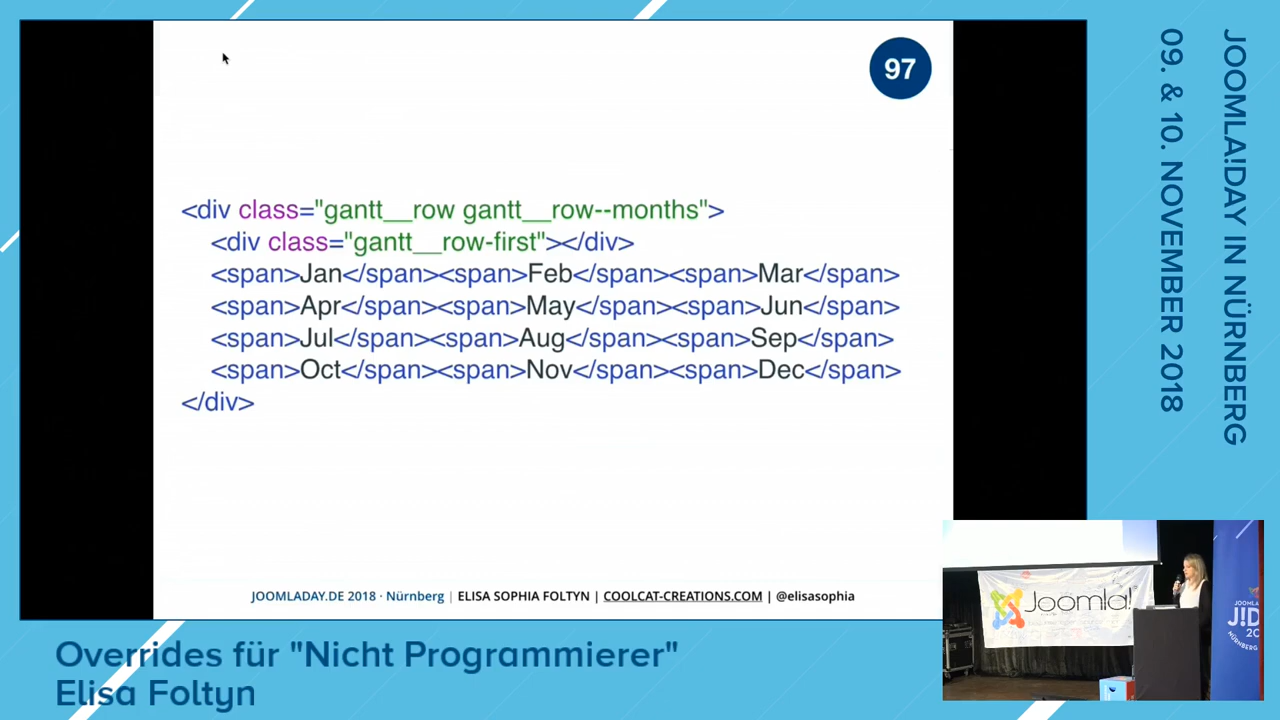 97
<div class="gantt__row gantt__row--months">
<div class="gantt__row-first"></div>
<span>Jan</span><span>Feb</span><span>Mar</span>
<span>Apr</span><span>May</span><span>Jun</span>
<span>Jul</span><span>Aug</span><span>Sep</span>
<span>Oct</span><span>Nov</span><span>Dec</span>
</div>
JOOMLADAY.DE 2018 · Nürnberg | ELISA SOPHIA FOLTYN | COOLCAT-CREATIONS.COM | @elisasophia
JOOMLA!DAY IN NÜRNBERG
09. & 10. NOVEMBER 2018
Overrides für "Nicht Programmierer"
Elisa Foltyn
Joomla!